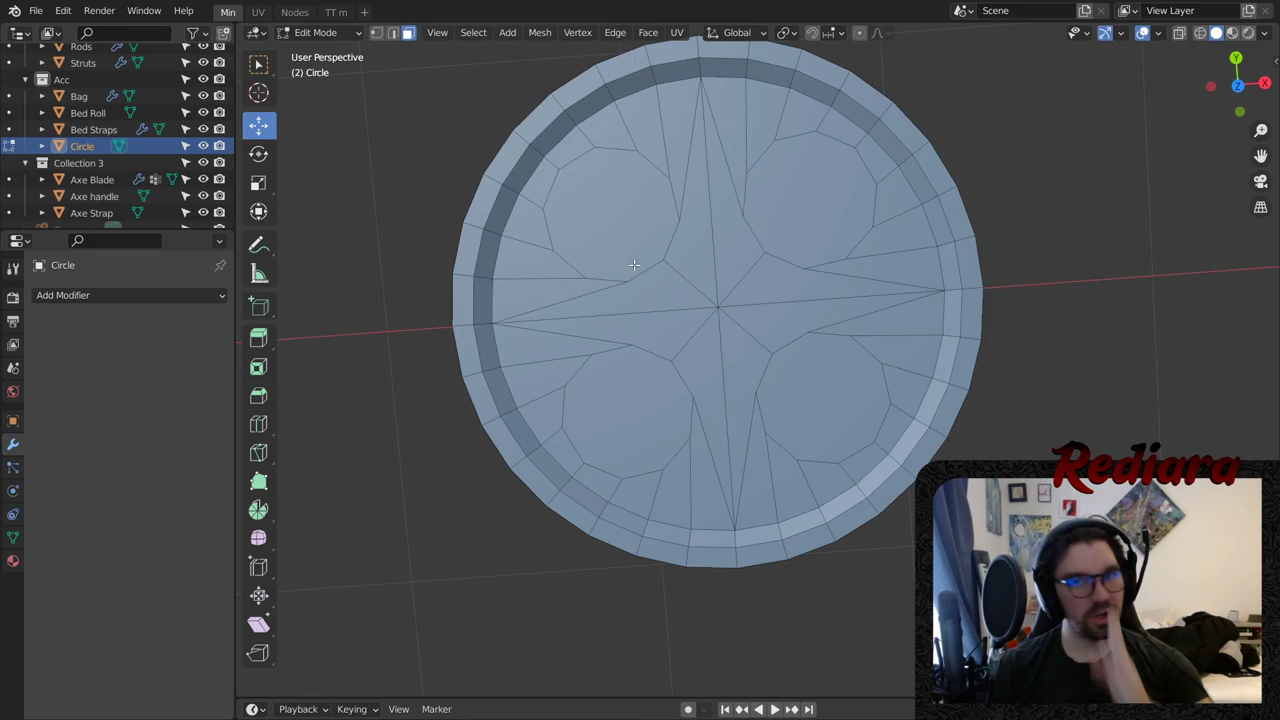 File Edit Render Window Help Min UV Nodes TT m + Scene View Layer
Edit Mode View Select Add Mesh Vertex Edge Face UV Global
Rods
Struts
Acc
Bag
Bed Roll
Bed Straps
Circle
Collection 3
Axe Blade
Axe handle
Axe Strap
Circle
Add Modifier
User Perspective
(2) Circle
Y
X
Z
Rediara
Playback Keying View Marker